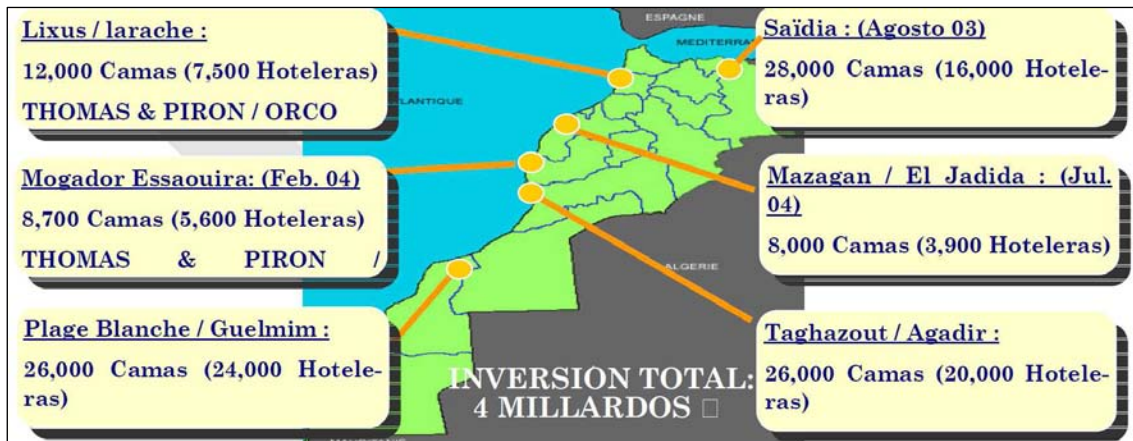 Lixus / larache :
12,000 Camas (7,500 Hoteleras)
THOMAS & PIRON / ORCO
Mogador Essaouira: (Feb. 04)
8,700 Camas (5,600 Hoteleras)
THOMAS & PIRON /
Plage Blanche / Guelmim :
26,000 Camas (24,000 Hotele-
ras)
ESPAGNE
MEDITERRA
TLANTIQUE
ALGERIE
INVERSION TOTAL:
4 MILLARDOS
Saïdia : (Agosto 03)
28,000 Camas (16,000 Hotele-
ras)
Mazagan / El Jadida : (Jul.
04)
8,000 Camas (3,900 Hoteleras)
Taghazout / Agadir :
26,000 Camas (20,000 Hotele-
ras)